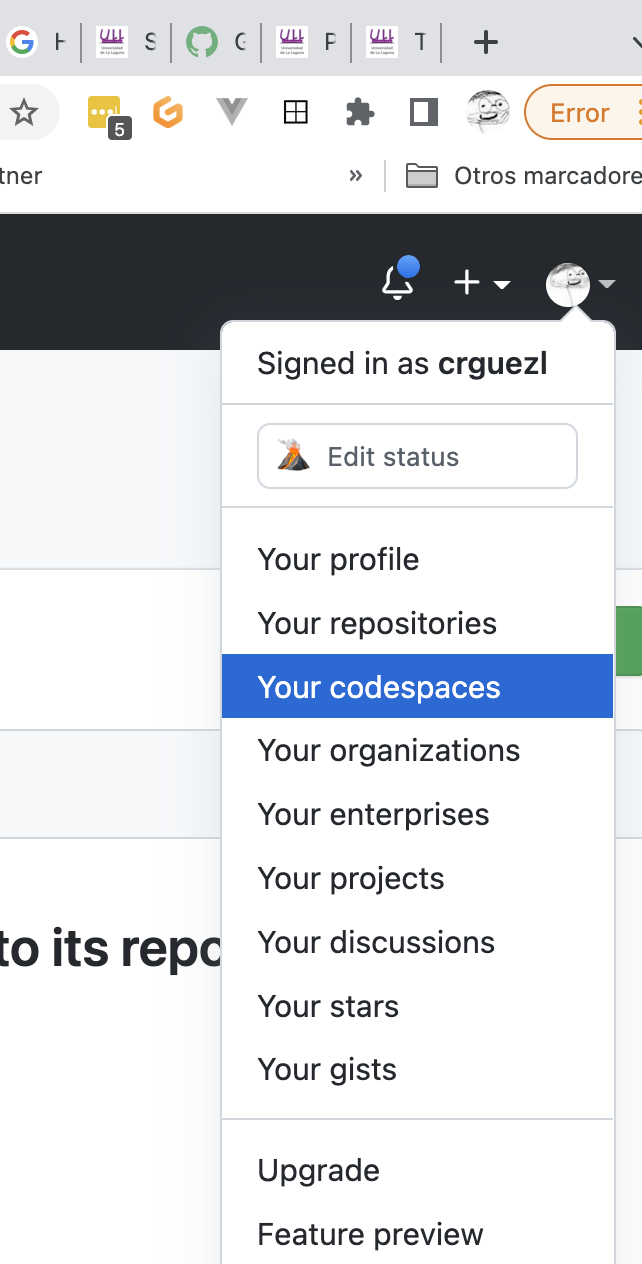 H
S
G
P
T
5
Error
tner
»
Otros marcadore
Signed in as crguezl
Edit status
Your profile
Your repositories
Your codespaces
Your organizations
Your enterprises
Your projects
to its repo
Your discussions
Your stars
Your gists
Upgrade
Feature preview